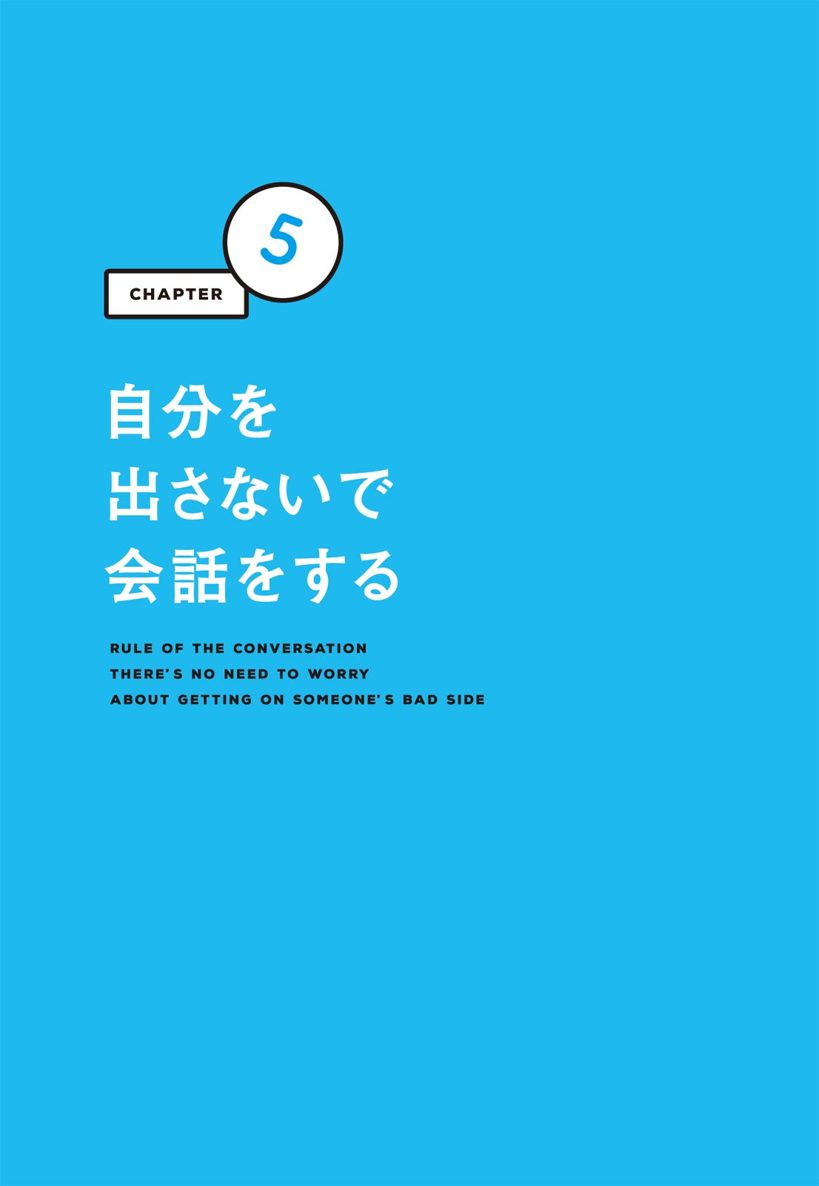 CHAPTER
5
自分を
出さないで
会話をする
RULE OF THE CONVERSATION
THERE'S NO NEED TO WORRY
ABOUT GETTING ON SOMEONE'S BAD SIDE